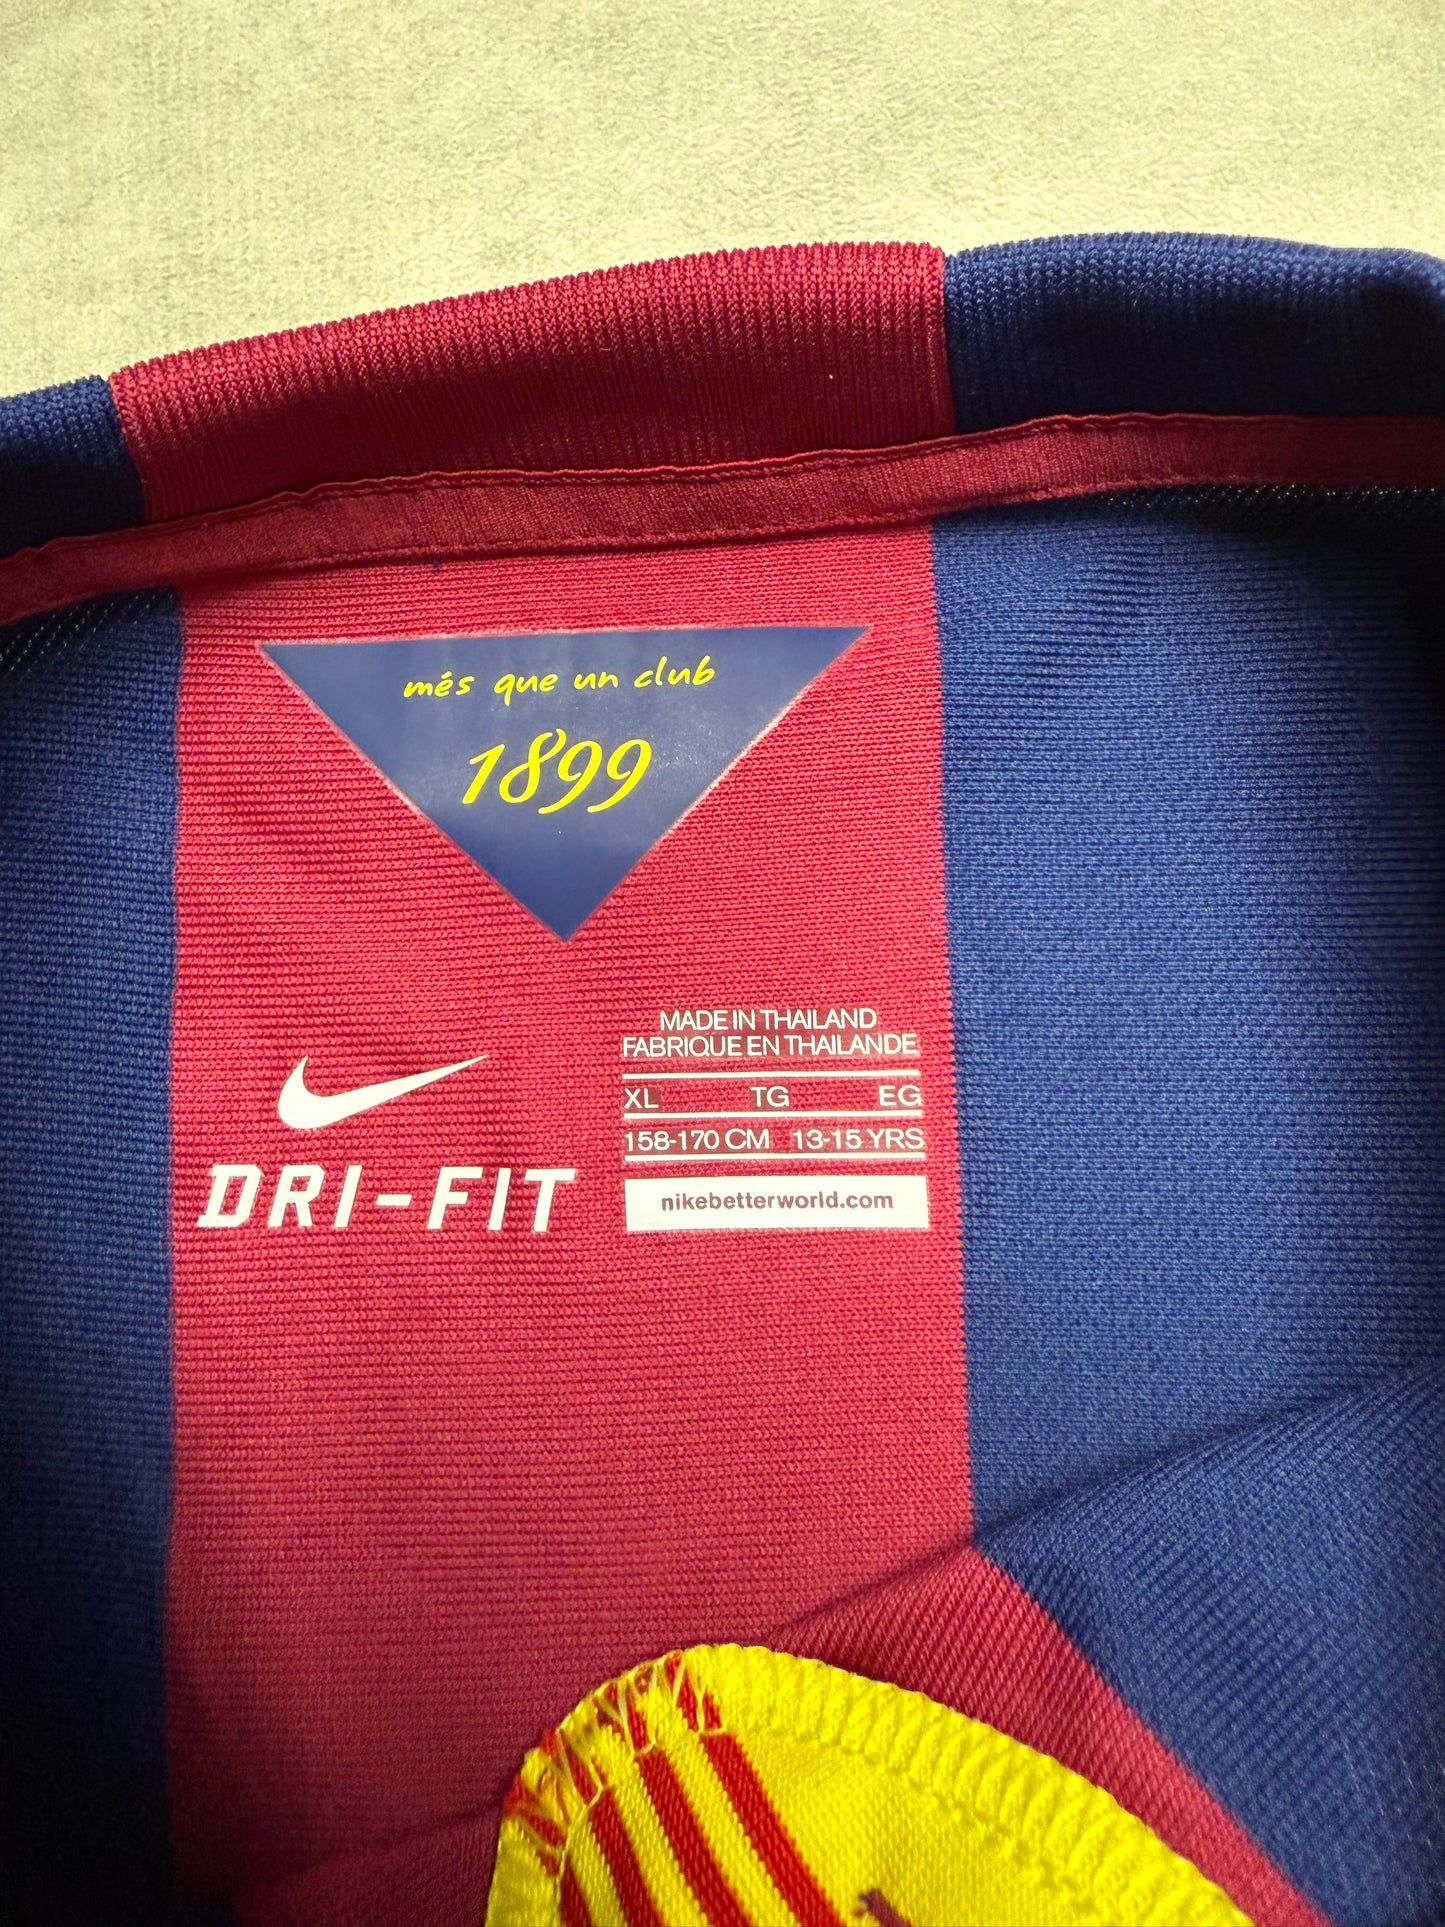 més que un club
1899
MADE IN THAILAND
FABRIQUE EN THAILANDE
XL TG EG
158-170 CM 13-15 YRS
nikebetterworld.com
DRI-FIT